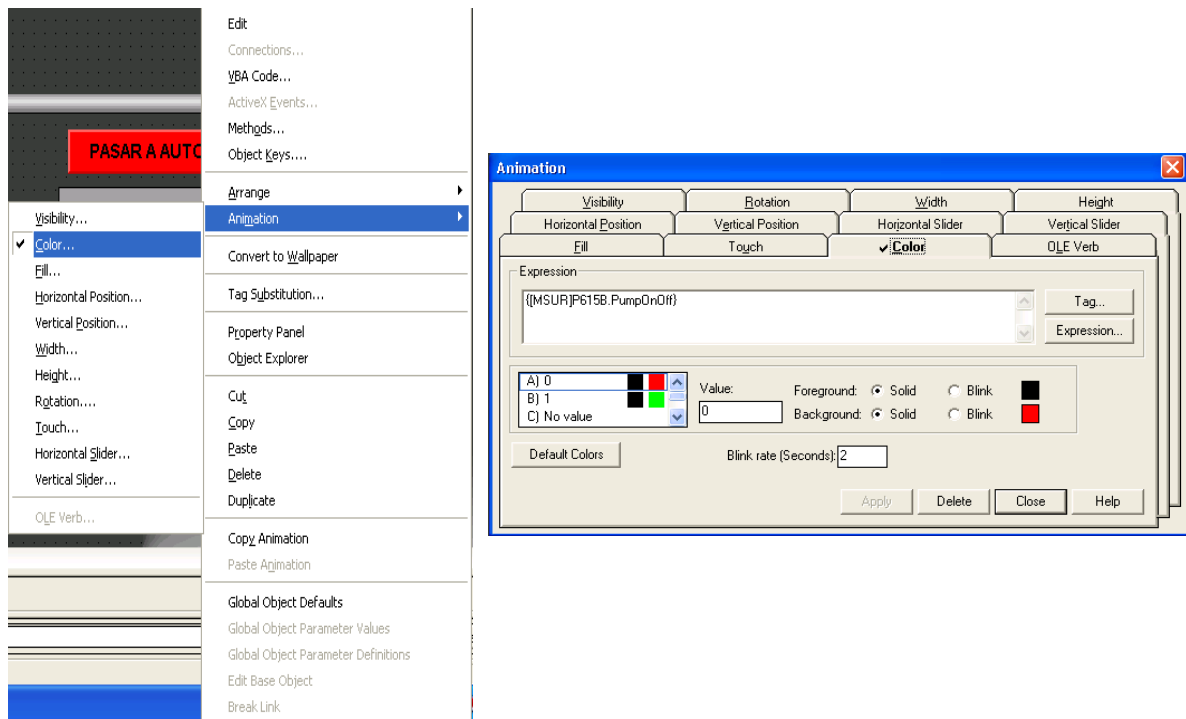 Edit
Connections...
VBA Code...
ActiveX Events...
Methods...
Object Keys....
PASAR A AUTO
Arrange
Animation
Convert to Wallpaper
Tag Substitution...
Property Panel
Object Explorer
Cut
Copy
Paste
Delete
Duplicate
Copy Animation
Paste Animation
Global Object Defaults
Global Object Parameter Values
Global Object Parameter Definitions
Edit Base Object
Break Link
Visibility...
Color...
Fill...
Horizontal Position...
Vertical Position...
Width...
Height...
Rotation....
Touch...
Horizontal Slider...
Vertical Slider...
OLE Verb...
Animation
Visibility Rotation Width Height
Horizontal Position Vertical Position Horizontal Slider Vertical Slider
Fill Touch Color OLE Verb
Expression
{[MSUR]P615B.PumpOnOff}
Tag...
Expression...
A) 0
B) 1
C) No value
Value:
0
Foreground: Solid Blink
Background: Solid Blink
Default Colors
Blink rate (Seconds): 2
Apply Delete Close Help